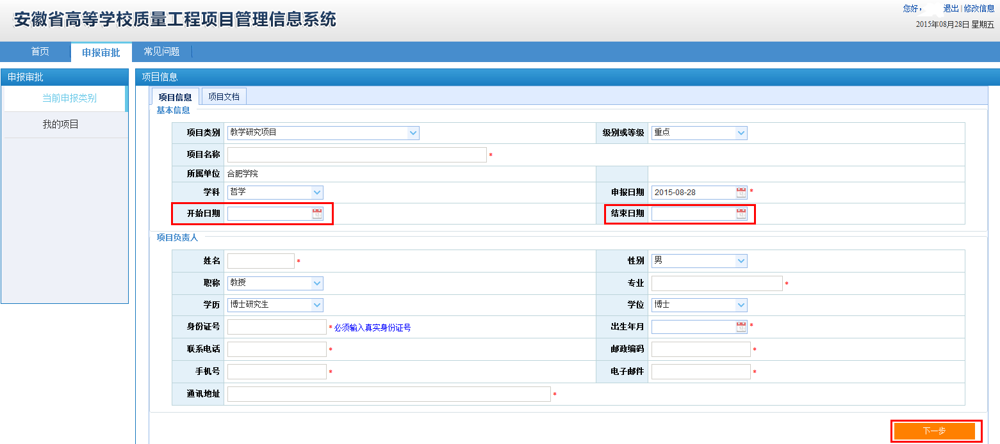 安徽省高等学校质量工程项目管理信息系统
您好， 退出 | 修改信息
2015年08月28日 星期五
首页 申报审批 常见问题
申报审批
当前申报类别
我的项目
项目信息
项目信息 项目文档
基本信息
项目类别 教学研究项目 级别或等级 重点
项目名称 *
所属单位 合肥学院
学科 哲学 申报日期 2015-08-28 *
开始日期 结束日期
项目负责人
姓名 * 性别 男
职称 教授 专业 *
学历 博士研究生 学位 博士
身份证号 * 必须输入真实身份证号 出生年月 *
联系电话 * 邮政编码 *
手机号 * 电子邮件 *
通讯地址 *
下一步